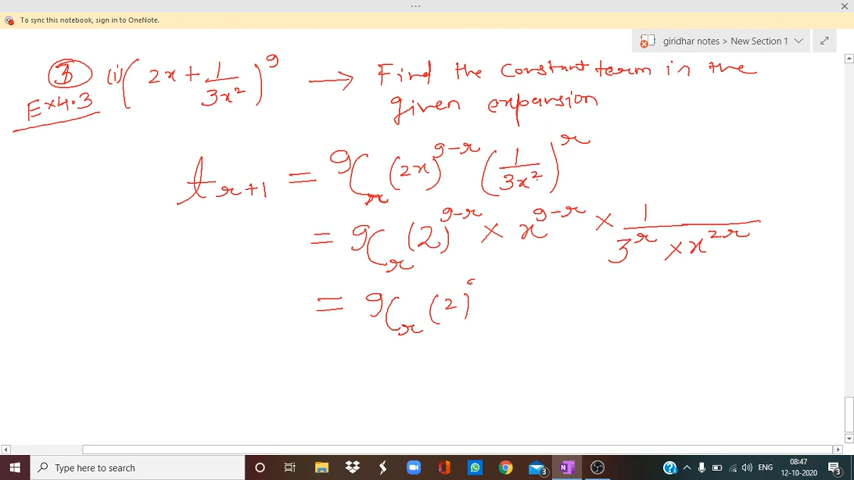 To sync this notebook, sign in to OneNote.
giridhar notes > New Section 1
③ (i) (2x + 1/3x²)⁹ → Find the constant term in the
Ex 4.3 given expansion
t_{r+1} = 9C_r (2x)^{9-r} (1/3x²)^r
= 9C_r (2)^{9-r} × x^{9-r} × 1/(3^r × x^{2r})
= 9C_r (2)
Type here to search
ENG
08:47
12-10-2020